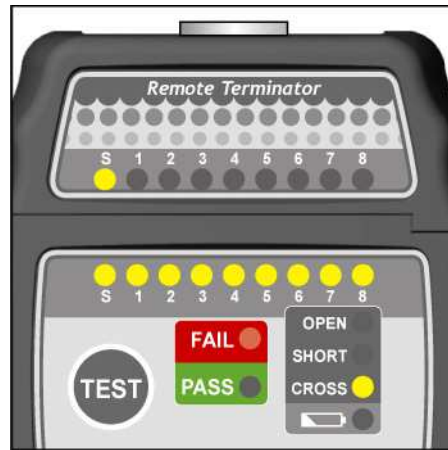 Remote Terminator
S 1 2 3 4 5 6 7 8
S 1 2 3 4 5 6 7 8
OPEN
FAIL
SHORT
TEST
PASS
CROSS